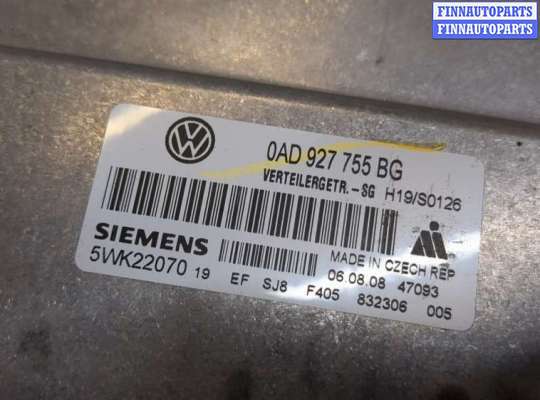 FINNAUTOPARTS
FINNAUTOPARTS
VW
0AD 927 755 BG
VERTEILERGETR.-SG H19/S0126
SIEMENS
MADE IN CZECH REP
5WK22070 19 06.08.08 47093
EF SJ8 F405 832306 005